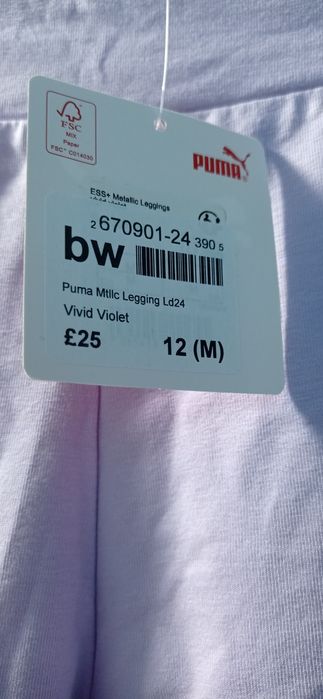 FSC
MIX
Paper
FSC™ C014030
PUMA
ESS+ Metallic Leggings
2 670901-24 390 5
bw
Puma Mtllc Legging Ld24
Vivid Violet
£25 12 (M)